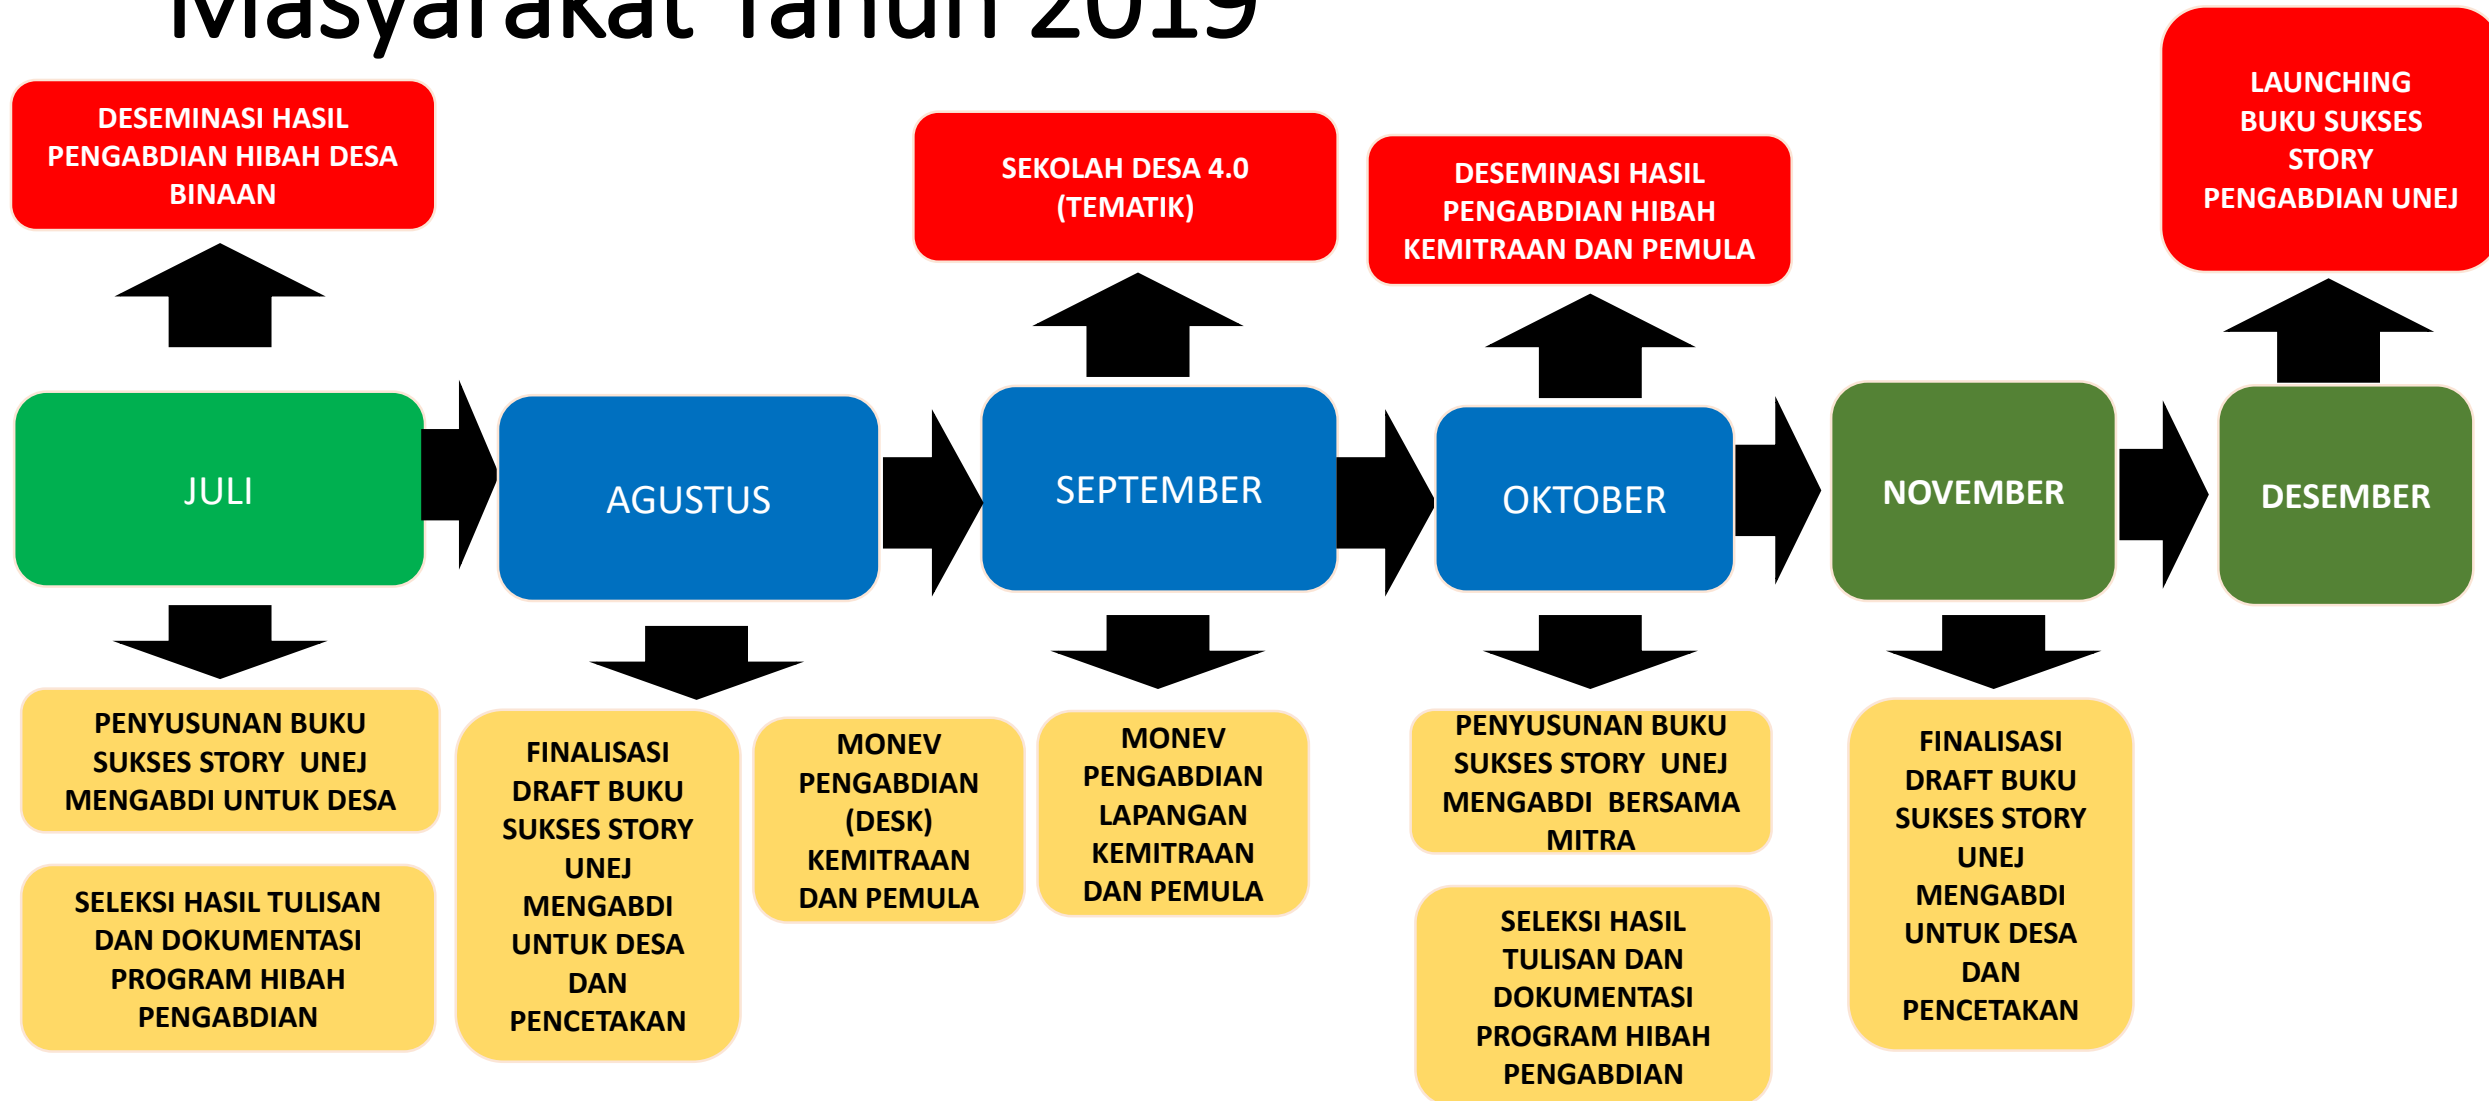 Masyarakat Tahun 2019
DESEMINASI HASIL
PENGABDIAN HIBAH DESA
BINAAN
SEKOLAH DESA 4.0
(TEMATIK)
DESEMINASI HASIL
PENGABDIAN HIBAH
KEMITRAAN DAN PEMULA
LAUNCHING
BUKU SUKSES
STORY
PENGABDIAN UNEJ
JULI
AGUSTUS
SEPTEMBER
OKTOBER
NOVEMBER
DESEMBER
PENYUSUNAN BUKU
SUKSES STORY UNEJ
MENGABDI UNTUK DESA
SELEKSI HASIL TULISAN
DAN DOKUMENTASI
PROGRAM HIBAH
PENGABDIAN
FINALISASI
DRAFT BUKU
SUKSES STORY
UNEJ
MENGABDI
UNTUK DESA
DAN
PENCETAKAN
MONEV
PENGABDIAN
(DESK)
KEMITRAAN
DAN PEMULA
MONEV
PENGABDIAN
LAPANGAN
KEMITRAAN
DAN PEMULA
PENYUSUNAN BUKU
SUKSES STORY UNEJ
MENGABDI BERSAMA
MITRA
SELEKSI HASIL
TULISAN DAN
DOKUMENTASI
PROGRAM HIBAH
PENGABDIAN
FINALISASI
DRAFT BUKU
SUKSES STORY
UNEJ
MENGABDI
UNTUK DESA
DAN
PENCETAKAN